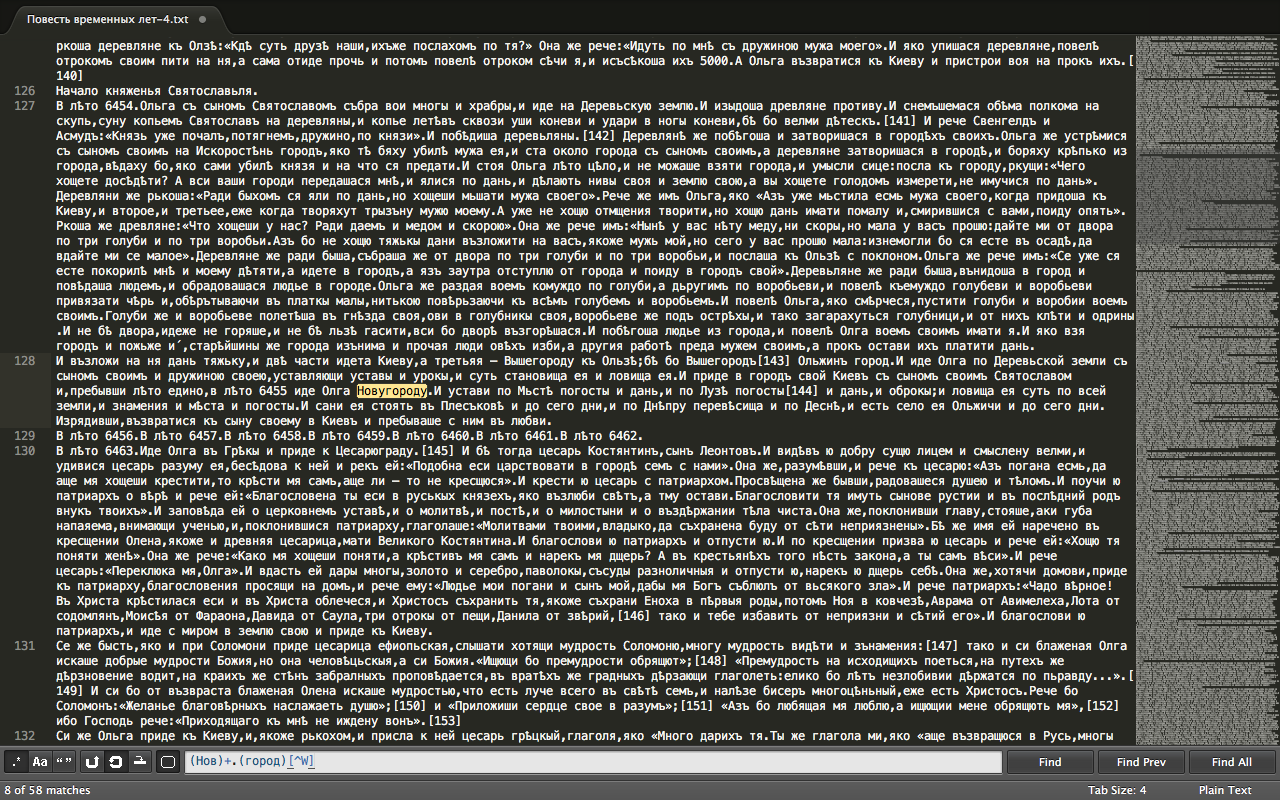 Повесть временных лет-4.txt
ркоша деревляне къ Олзѣ:«Кдѣ суть друзѣ наши,ихъже послахомъ по тя?» Она же рече:«Идуть по мнѣ съ дружиною мужа моего».И яко упишася деревляне,повелѣ
отрокомъ своим пити на ня,а сама отиде прочь и потомъ повелѣ отроком сѣчи я,и исъсѣкоша ихъ 5000.А Ольга възвратися къ Киеву и пристрои воя на прокъ ихъ.[
140]
126 Начало княженья Святославьля.
127 В лѣто 6454.Ольга съ сыномъ Святославомъ събра вои многы и храбры,и иде на Деревьскую землю.И изыдоша древляне противу.И снемъшемася обѣма полкома на
скупь,суну копьемъ Святославъ на деревляны,и копье летѣвъ сквози уши коневи и удари в ногы коневи,бѣ бо велми дѣтескъ.[141] И рече Свенгелдъ и
Асмудъ:«Князь уже почалъ,потягнемъ,дружино,по князи».И побѣдиша деревьляны.[142] Деревлянѣ же побѣгоша и затворишася в городѣхъ своихъ.Ольга же устрѣмися
съ сыномъ своимъ на Искоростѣнь городъ,яко тѣ бяху убилѣ мужа ея,и ста около города съ сыномъ своимъ,а деревляне затворишася в городѣ,и боряху крѣпько из
города,вѣдаху бо,яко сами убилѣ князя и на что ся предати.И стоя Ольга лѣто цѣло,и не можаше взяти города,и умысли сице:посла къ городу,ркущи:«Чего
хощете досѣдѣти? А вси ваши городи передашася мнѣ,и ялися по дань,и дѣлають нивы своя и землю свою,а вы хощете голодомъ измерети,не имучися по дань».
Деревляни же рькоша:«Ради быхомъ ся яли по дань,но хощеши мьшати мужа своего».Рече же имъ Ольга,яко «Азъ уже мьстила есмь мужа своего,когда придоша къ
Киеву,и второе,и третьее,еже когда творяхуть трызъну мужю моему.А уже не хощю отмщения творити,но хощю дань имати помалу и,смирившися с вами,поиду опять».
Ркоша же древляне:«Что хощеши у нас? Ради даемъ и медом и скорою».Она же рече имъ:«Нынѣ у вас нѣту меду,ни скоры,но мала у васъ прошю:дайте ми от двора
по три голуби и по три воробьи.Азъ бо не хощю тяжькы дани възложити на васъ,якоже мужь мой,но сего у вас прошю мала:изнемогли бо ся есте въ осадѣ,да
вдайте ми се малое».Деревляне же ради быша,събраша же от двора по три голуби и по три воробьи,и послаша къ Ользѣ с поклоном.Ольга же рече имъ:«Се уже ся
есте покорилѣ мнѣ и моему дѣтяти,а идете в городъ,а язъ заутра отступлю от города и поиду в городъ свой».Деревьляне же ради быша,вънидоша в город и
повѣдаша людемъ,и обрадовашася людье в городе.Ольга же раздая воемъ комуждо по голуби,а дьругимъ по воробьеви,и повелѣ къемуждо голубеви и воробьеви
привязати чѣрь и,обѣрьтываючи въ платкы малы,нитькою повѣрьзаючи къ всѣмъ голубемъ и воробьемъ.И повелѣ Ольга,яко смѣрчеся,пустити голуби и воробии воемъ
своимъ.Голуби же и воробьеве полетѣша въ гнѣзда своя,ови в голубникы своя,воробьеве же подъ острѣхы,и тако загарахуться голубници,и от нихъ клѣти и одрины
.И не бѣ двора,идеже не горяше,и не бѣ льзѣ гасити,вси бо дворѣ възгорѣшася.И побѣгоша людье из города,и повелѣ Олга воемъ своимъ имати я.И яко взя
городъ и пожьже и´,старѣйшины же города изънима и прочая люди овѣхъ изби,а другия работѣ преда мужем своимъ,а прокъ остави ихъ платити дань.
128 И възложи на ня дань тяжьку,и двѣ части идета Киеву,а третьяя — Вышегороду къ Ользѣ;бѣ бо Вышегородъ[143] Ольжинъ город.И иде Олга по Деревьской земли съ
сыномъ своимъ и дружиною своею,уставляющи уставы и урокы,и суть становища ея и ловища ея.И приде в городъ свой Киевъ съ сыномъ своимъ Святославом
и,пребывши лѣто едино,в лѣто 6455 иде Олга Новугороду.И устави по Мьстѣ погосты и дань,и по Лузѣ погосты[144] и дань,и оброкы;и ловища ея суть по всей
земли,и знамения и мѣста и погосты.И сани ея стоять въ Плесъковѣ и до сего дни,и по Днѣпру перевѣсища и по Деснѣ,и есть село ея Ольжичи и до сего дни.
Изрядивши,възвратися къ сыну своему в Киевъ и пребываше с ним въ любви.
129 В лѣто 6456.В лѣто 6457.В лѣто 6458.В лѣто 6459.В лѣто 6460.В лѣто 6461.В лѣто 6462.
130 В лѣто 6463.Иде Олга въ Грѣкы и приде к Цесарюграду.[145] И бѣ тогда цесарь Костянтинъ,сынъ Леонтовъ.И видѣвъ ю добру сущю лицем и смыслену велми,и
удивися цесарь разуму ея,бесѣдова к ней и рекъ ей:«Подобна еси царствовати в городѣ семъ с нами».Она же,разумѣвши,и рече къ цесарю:«Азъ погана есмь,да
аще мя хощеши крестити,то крѣсти мя самъ,аще ли — то не кресщюся».И крести ю цесарь с патриархом.Просвѣщена же бывши,радовашеся душею и тѣломъ.И поучи ю
патриархъ о вѣрѣ и рече ей:«Благословена ты еси в руськых князехъ,яко възлюби свѣтъ,а тму остави.Благословити тя имуть сынове рустии и въ послѣдний родъ
внукъ твоихъ».И заповѣда ей о церковнемъ уставѣ,и о молитвѣ,и постѣ,и о милостыни и о въздѣржании тѣла чиста.Она же,поклонивши главу,стояше,аки губа
напаяема,внимающи ученью,и,поклонившися патриарху,глаголаше:«Молитвами твоими,владыко,да съхранена буду от сѣти неприязнены».Бѣ же имя ей наречено въ
кресщении Олена,якоже и древняя цесарица,мати Великого Костянтина.И благослови ю патриархъ и отпусти ю.И по кресщении призва ю цесарь и рече ей:«Хощю тя
поняти женѣ».Она же рече:«Како мя хощеши поняти,а крѣстивъ мя самъ и нарекъ мя дщерь? А въ крестьянѣхъ того нѣсть закона,а ты самъ вѣси».И рече
цесарь:«Переклюка мя,Олга».И вдасть ей дары многы,золото и серебро,паволокы,съсуды разноличныя и отпусти ю,нарекъ ю дщерь себѣ.Она же,хотячи домови,приде
къ патриарху,благословения просящи на домъ,и рече ему:«Людье мои погани и сынъ мой,дабы мя Богъ съблюлъ от вьсякого зла».И рече патриархъ:«Чадо вѣрное!
Въ Христа крѣстилася еси и въ Христа облечеся,и Христосъ съхранить тя,якоже съхрани Еноха в пѣрвыя роды,потомъ Ноя в ковчезѣ,Аврама от Авимелеха,Лота от
содомлянъ,Моисѣя от Фараона,Давида от Саула,три отрокы от пещи,Данила от звѣрий,[146] тако и тебе избавить от неприязни и сѣтий его».И благослови ю
патриархъ,и иде с миром в землю свою и приде къ Киеву.
131 Се же бысть,яко и при Соломони приде цесарица ефиопьская,слышати хотящи мудрость Соломоню,многу мудрость видѣти и зънамения:[147] тако и си блаженая Олга
искаше добрые мудрости Божия,но она человѣцьскыя,а си Божия.«Ищющи бо премудрости обрящют»;[148] «Премудрость на исходищихъ поеться,на путехъ же
дѣрзновение водит,на краихъ же стѣнъ забралныхъ проповѣдается,въ вратѣхъ же градныхъ дѣрзающи глаголеть:елико бо лѣтъ незлобивии дѣржатся по пьравду...».[
149] И си бо от възвраста блаженая Олена искаше мудростью,что есть луче всего въ свѣтѣ семъ,и налѣзе бисеръ многоцѣньный,еже есть Христосъ.Рече бо
Соломонъ:«Желанье благовѣрныхъ наслажаеть душю»;[150] и «Приложиши сердце свое в разумъ»;[151] «Азъ бо любящая мя люблю,а ищющии мене обрящють мя»,[152]
ибо Господь рече:«Приходящаго къ мнѣ не иждену вонъ».[153]
132 Си же Ольга приде къ Киеву,и,якоже рькохом,и присла к ней цесарь грѣцкый,глаголя,яко «Много дарихъ тя.Ты же глагола ми,яко «аще възвращюся в Русь,многы
.* Aa “” (Нов)+.(город)[^W] Find Find Prev Find All
8 of 58 matches Tab Size: 4 Plain Text